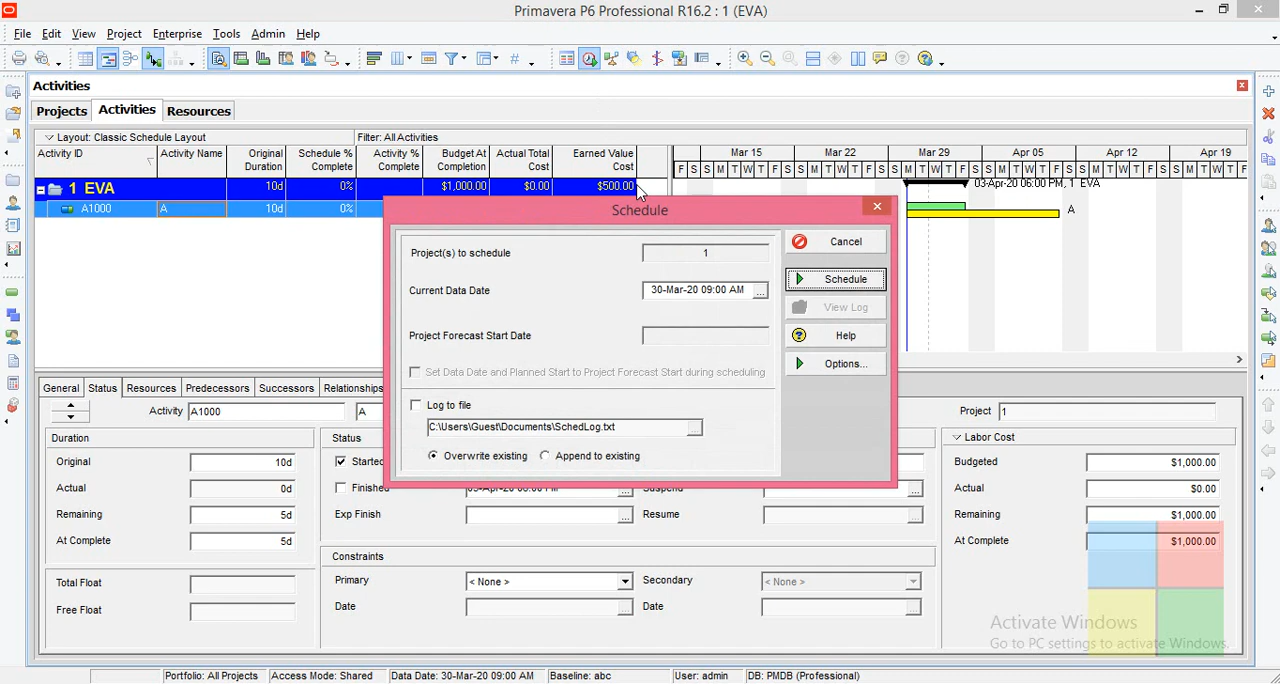 Primavera P6 Professional R16.2 : 1 (EVA)
File Edit View Project Enterprise Tools Admin Help
Activities
Projects Activities Resources
Layout: Classic Schedule Layout Filter: All Activities
Activity ID Activity Name Original Duration Schedule % Complete Activity % Complete Budget At Completion Actual Total Cost Earned Value Cost
Mar 15 Mar 22 Mar 29 Apr 05 Apr 12 Apr 19
F S S M T W T F S S M T W T F S S M T W T F S S M T W T F S S M T W T F S S M T W T F
1 EVA 10d 0% $1,000.00 $0.00 $500.00 03-Apr-20 06:00 PM, 1 EVA
A1000 A 10d 0% A
Schedule
Project(s) to schedule 1 Cancel
Current Data Date 30-Mar-20 09:00 AM ... Schedule
View Log
Project Forecast Start Date Help
Set Data Date and Planned Start to Project Forecast Start during scheduling Options...
Log to file
C:\Users\Guest\Documents\SchedLog.txt ...
Overwrite existing Append to existing
General Status Resources Predecessors Successors Relationships
Activity A1000 A Project 1
Duration Status Labor Cost
Original 10d Started Budgeted $1,000.00
Actual 0d Finished 03-Apr-20 06:00 PM ... Suspend ... Actual $0.00
Remaining 5d Exp Finish ... Resume ... Remaining $1,000.00
At Complete 5d At Complete $1,000.00
Constraints
Total Float Primary < None > Secondary < None >
Free Float Date ... Date ...
Activate Windows
Go to PC settings to activate Windows.
Portfolio: All Projects Access Mode: Shared Data Date: 30-Mar-20 09:00 AM Baseline: abc User: admin DB: PMDB (Professional)